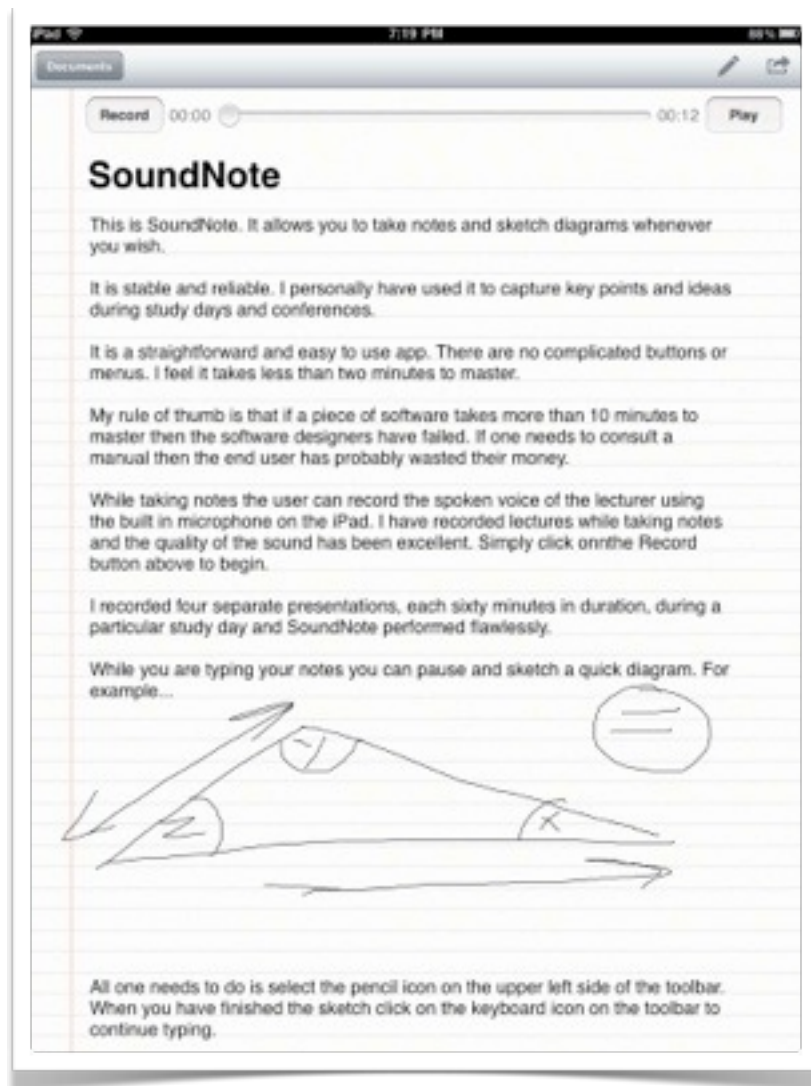 iPad 7:19 PM 88%
Documents
Record 00:00 00:12 Play
SoundNote
This is SoundNote. It allows you to take notes and sketch diagrams whenever
you wish.
It is stable and reliable. I personally have used it to capture key points and ideas
during study days and conferences.
It is a straightforward and easy to use app. There are no complicated buttons or
menus. I feel it takes less than two minutes to master.
My rule of thumb is that if a piece of software takes more than 10 minutes to
master then the software designers have failed. If one needs to consult a
manual then the end user has probably wasted their money.
While taking notes the user can record the spoken voice of the lecturer using
the built in microphone on the iPad. I have recorded lectures while taking notes
and the quality of the sound has been excellent. Simply click onnthe Record
button above to begin.
I recorded four separate presentations, each sixty minutes in duration, during a
particular study day and SoundNote performed flawlessly.
While you are typing your notes you can pause and sketch a quick diagram. For
example...
y
z
x
All one needs to do is select the pencil icon on the upper left side of the toolbar.
When you have finished the sketch click on the keyboard icon on the toolbar to
continue typing.